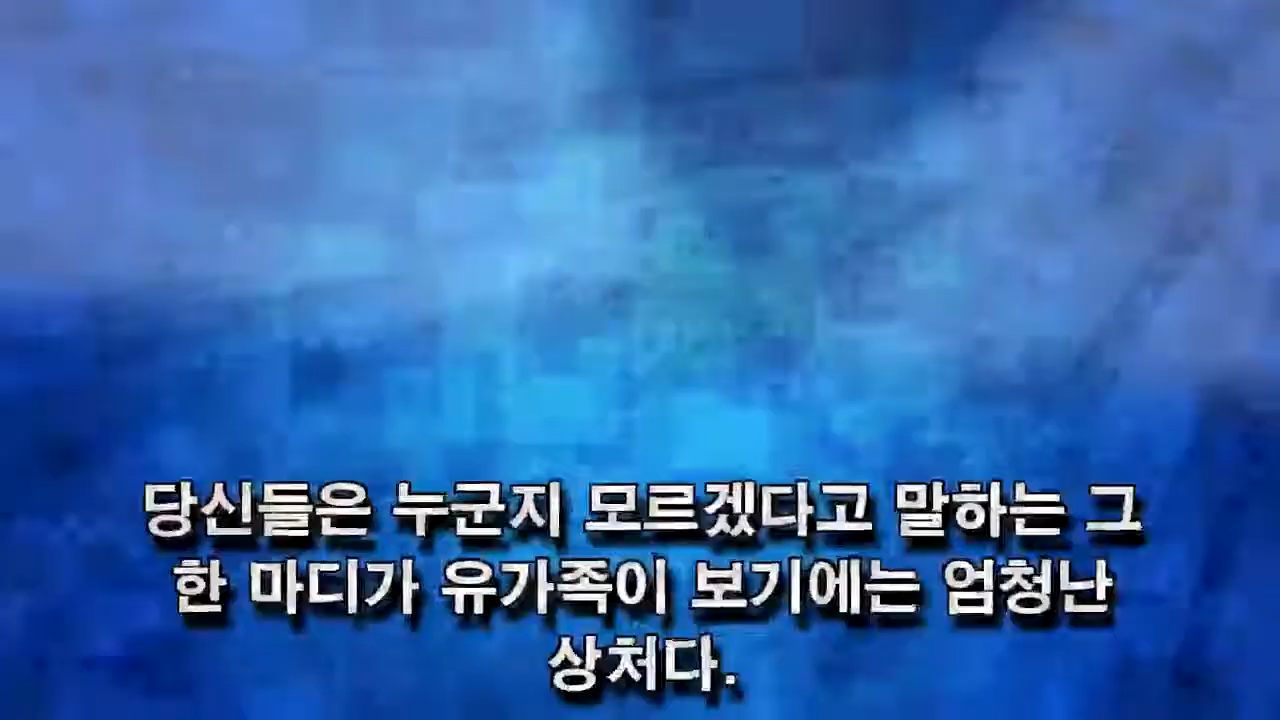 당신들은 누군지 모르겠다고 말하는 그
한 마디가 유가족이 보기에는 엄청난
상처다.